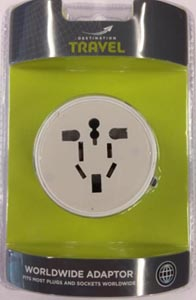 DESTINATION
TRAVEL
WORLDWIDE ADAPTOR
FITS MOST PLUGS AND SOCKETS WORLDWIDE